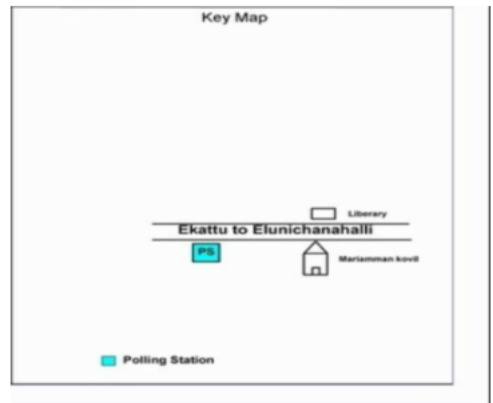 Key Map
Liberary
Ekattu to Elunichanahalli
PS
Mariamman kovil
Polling Station